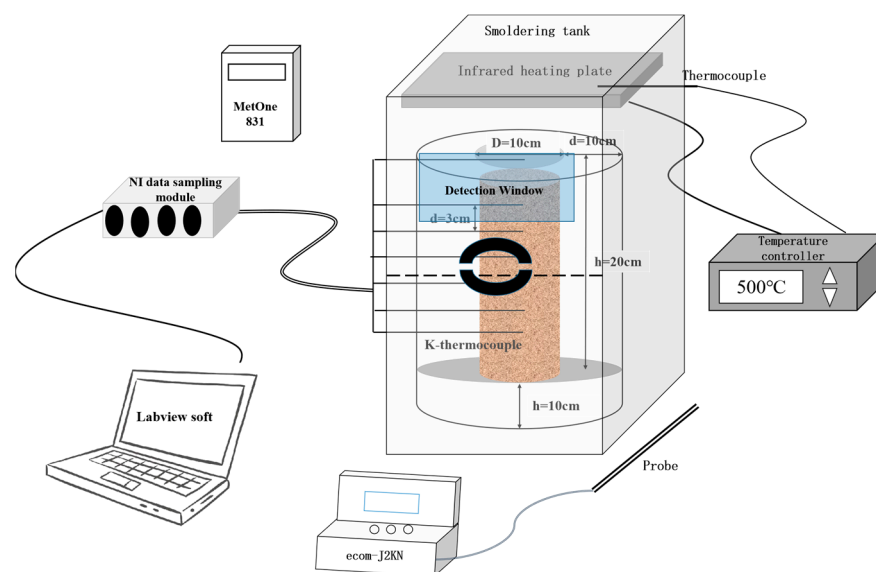 Smoldering tank
Infrared heating plate
Thermocouple
MetOne
831
D=10cm
d=10cm
NI data sampling
module
Detection Window
d=3cm
h=20cm
Temperature
controller
500℃
K-thermocouple
h=10cm
Labview soft
Probe
ecom-J2KN